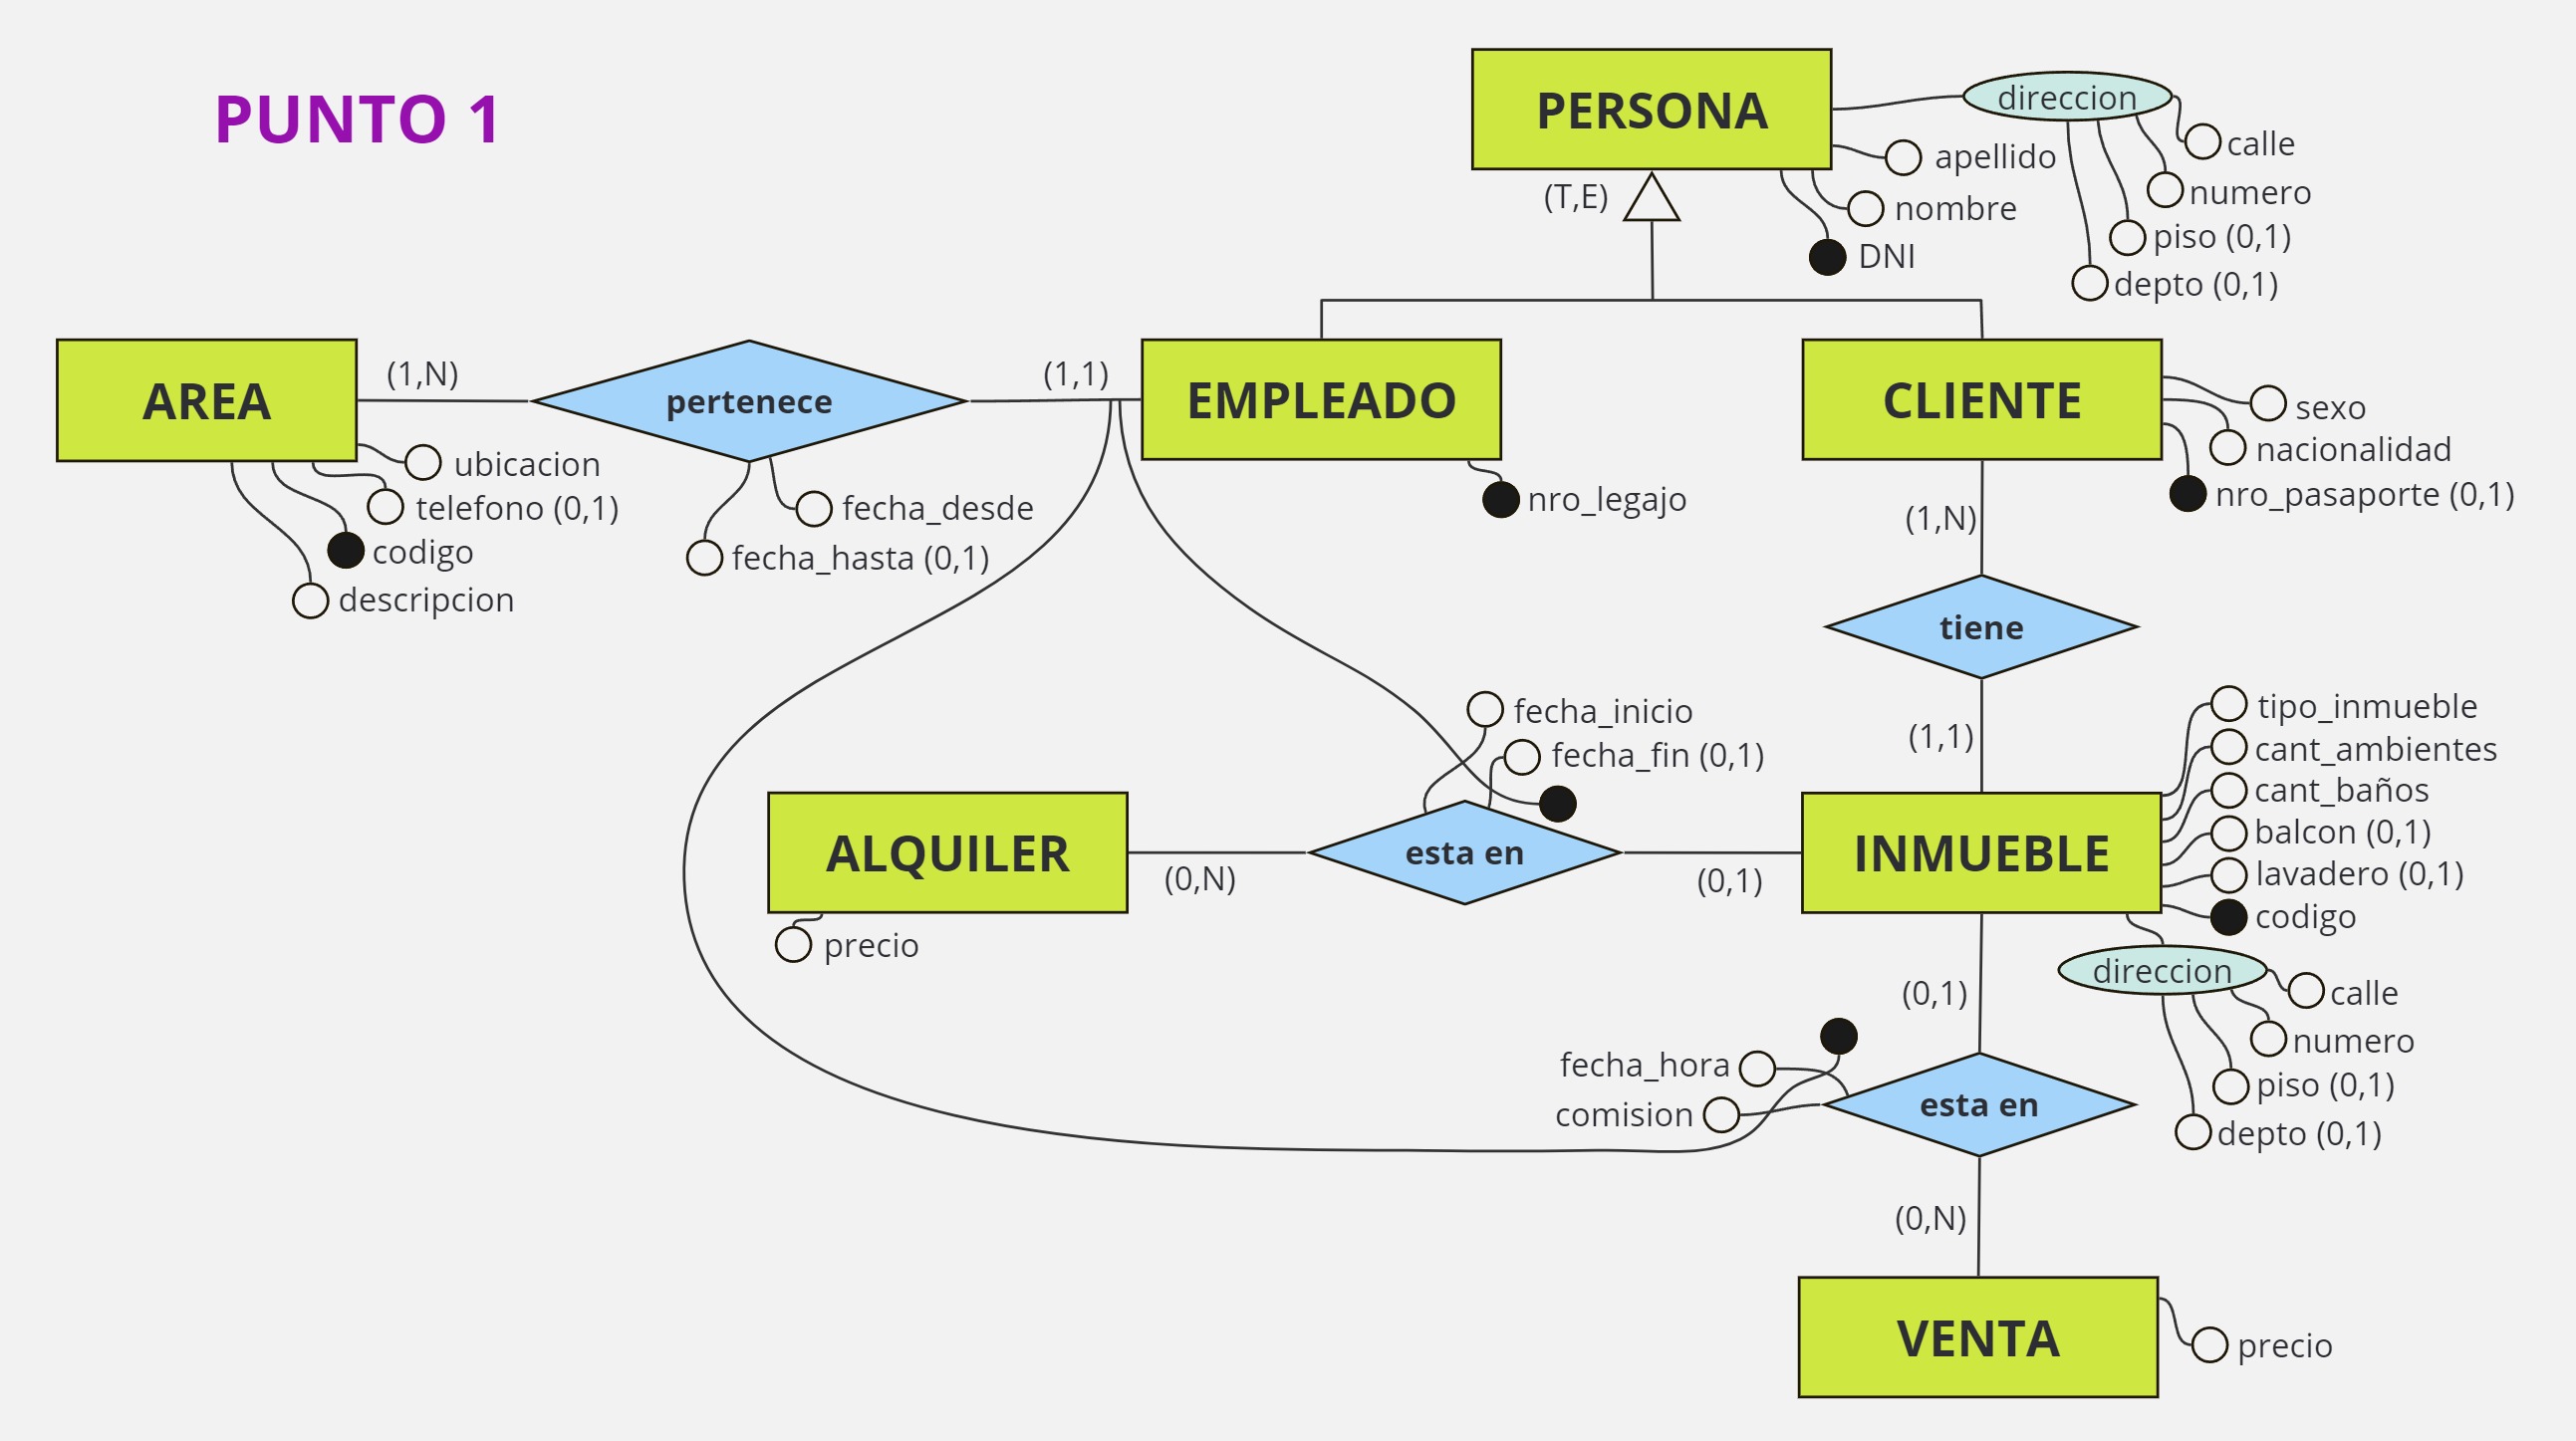 PUNTO 1
PERSONA
direccion
calle
numero
piso (0,1)
depto (0,1)
apellido
nombre
DNI
(T,E)
AREA
(1,N)
pertenece
(1,1)
EMPLEADO
CLIENTE
ubicacion
telefono (0,1)
codigo
descripcion
fecha_desde
fecha_hasta (0,1)
nro_legajo
sexo
nacionalidad
nro_pasaporte (0,1)
(1,N)
tiene
(1,1)
fecha_inicio
fecha_fin (0,1)
ALQUILER
(0,N)
esta en
(0,1)
INMUEBLE
precio
tipo_inmueble
cant_ambientes
cant_baños
balcon (0,1)
lavadero (0,1)
codigo
direccion
calle
numero
piso (0,1)
depto (0,1)
(0,1)
fecha_hora
comision
esta en
(0,N)
VENTA
precio